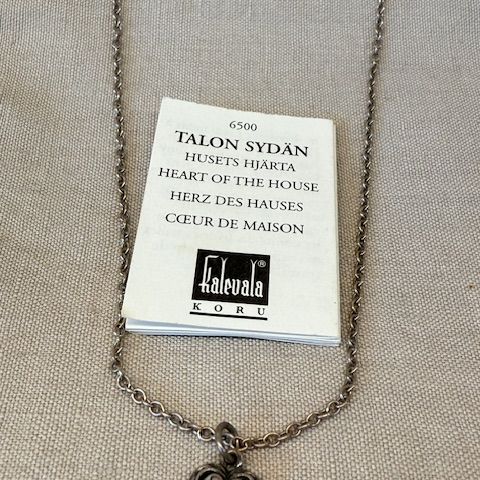 6500
TALON SYDÄN
HUSETS HJÄRTA
HEART OF THE HOUSE
HERZ DES HAUSES
CŒUR DE MAISON
Kalevala®
KORU